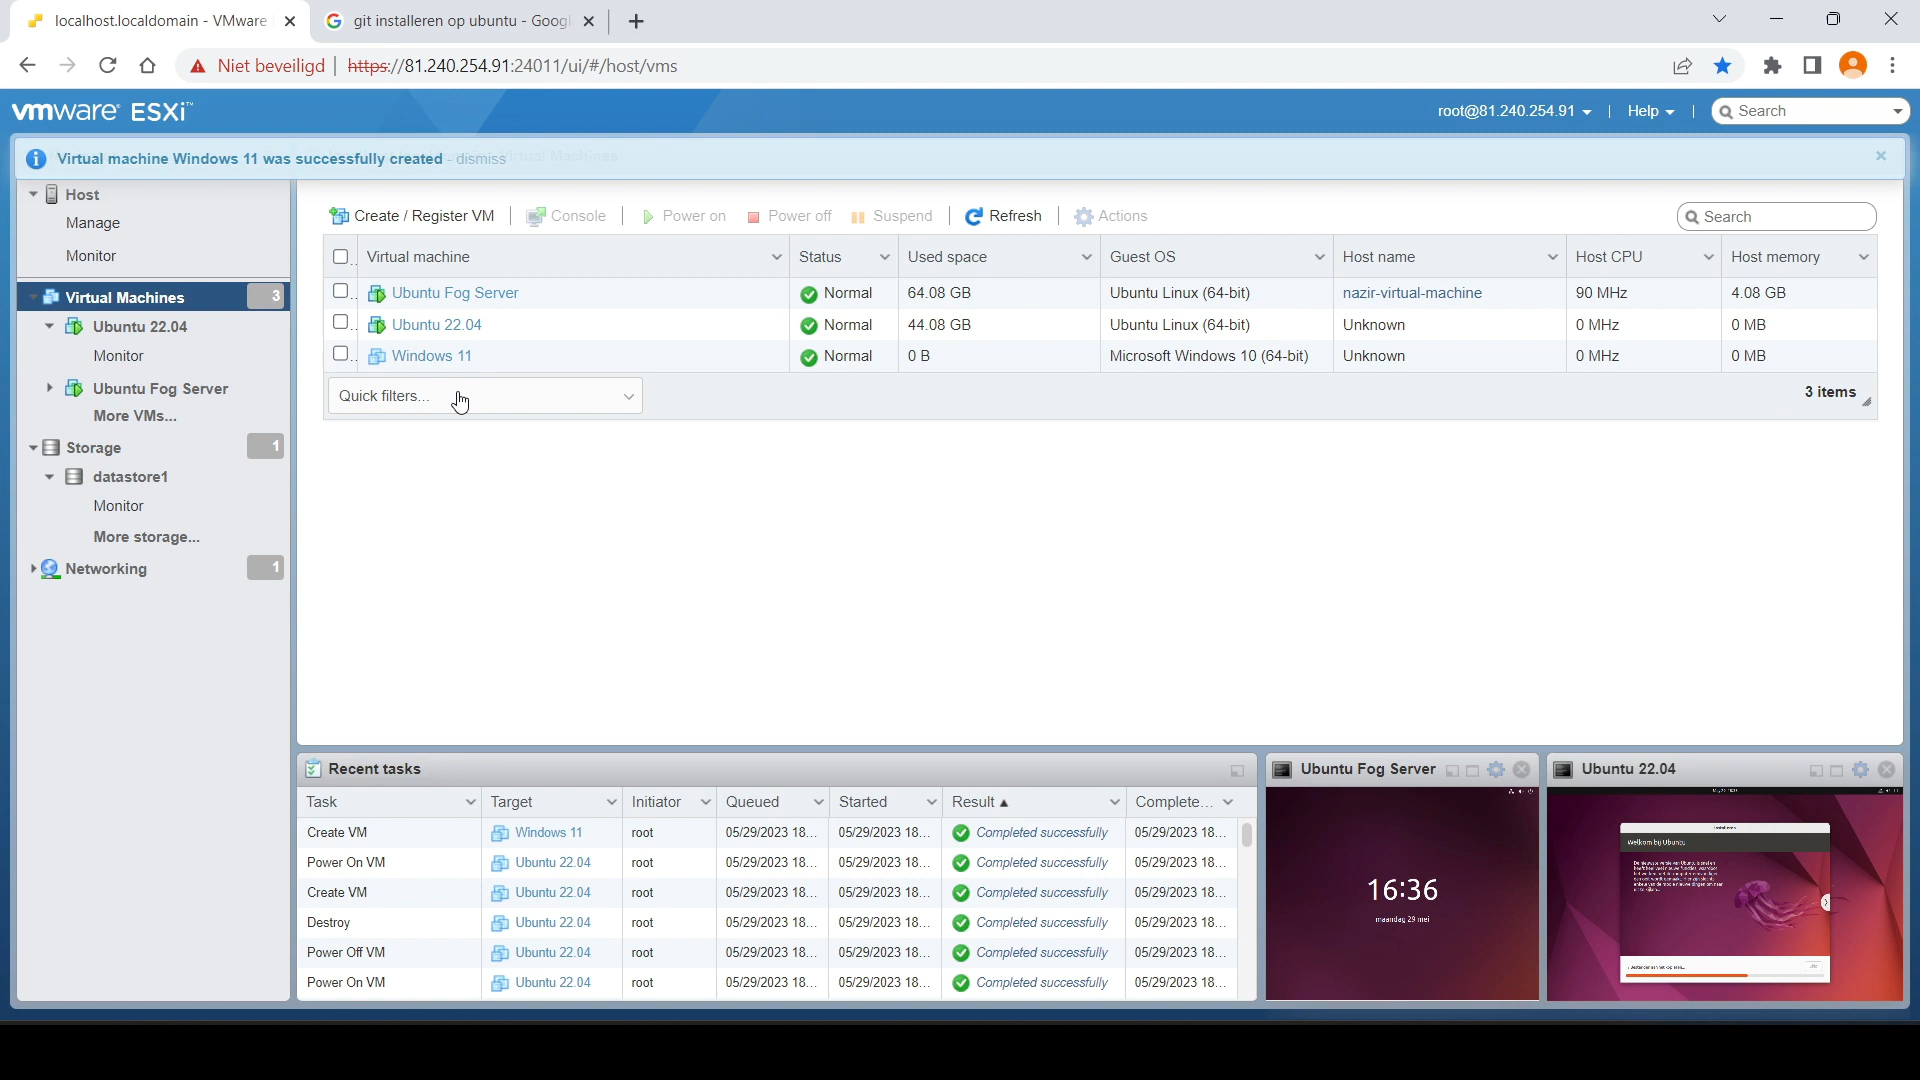 localhost.localdomain - VMware
git installeren op ubuntu - Googl
Niet beveiligd
https://81.240.254.91:24011/ui/#/host/vms
vmware ESXi™
root@81.240.254.91
Help
Search
Virtual machine Windows 11 was successfully created - dismiss
Virtual Machines
Host
Manage
Monitor
Virtual Machines 3
Ubuntu 22.04
Monitor
Ubuntu Fog Server
More VMs...
Storage 1
datastore1
Monitor
More storage...
Networking 1
Create / Register VM
Console
Power on
Power off
Suspend
Refresh
Actions
Search
Virtual machine Status Used space Guest OS Host name Host CPU Host memory
Ubuntu Fog Server Normal 64.08 GB Ubuntu Linux (64-bit) nazir-virtual-machine 90 MHz 4.08 GB
Ubuntu 22.04 Normal 44.08 GB Ubuntu Linux (64-bit) Unknown 0 MHz 0 MB
Windows 11 Normal 0 B Microsoft Windows 10 (64-bit) Unknown 0 MHz 0 MB
Quick filters...
3 items
Recent tasks
Task Target Initiator Queued Started Result Complete...
Create VM Windows 11 root 05/29/2023 18... 05/29/2023 18... Completed successfully 05/29/2023 18...
Power On VM Ubuntu 22.04 root 05/29/2023 18... 05/29/2023 18... Completed successfully 05/29/2023 18...
Create VM Ubuntu 22.04 root 05/29/2023 18... 05/29/2023 18... Completed successfully 05/29/2023 18...
Destroy Ubuntu 22.04 root 05/29/2023 18... 05/29/2023 18... Completed successfully 05/29/2023 18...
Power Off VM Ubuntu 22.04 root 05/29/2023 18... 05/29/2023 18... Completed successfully 05/29/2023 18...
Power On VM Ubuntu 22.04 root 05/29/2023 18... 05/29/2023 18... Completed successfully 05/29/2023 18...
Ubuntu Fog Server
16:36
maandag 29 mei
Ubuntu 22.04
Welkom bij Ubuntu